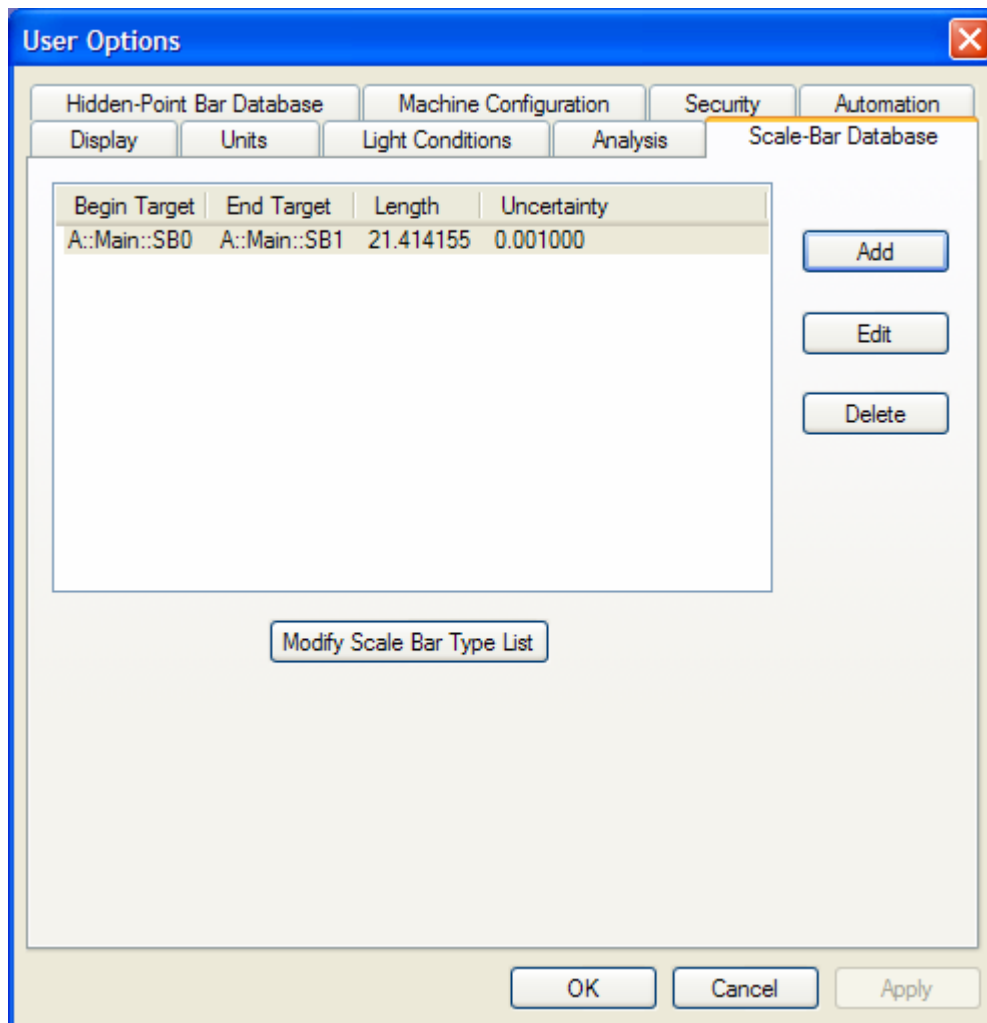 User Options
Hidden-Point Bar Database Machine Configuration Security Automation
Display Units Light Conditions Analysis Scale-Bar Database
Begin Target End Target Length Uncertainty
A::Main::SB0 A::Main::SB1 21.414155 0.001000
Add
Edit
Delete
Modify Scale Bar Type List
OK Cancel Apply